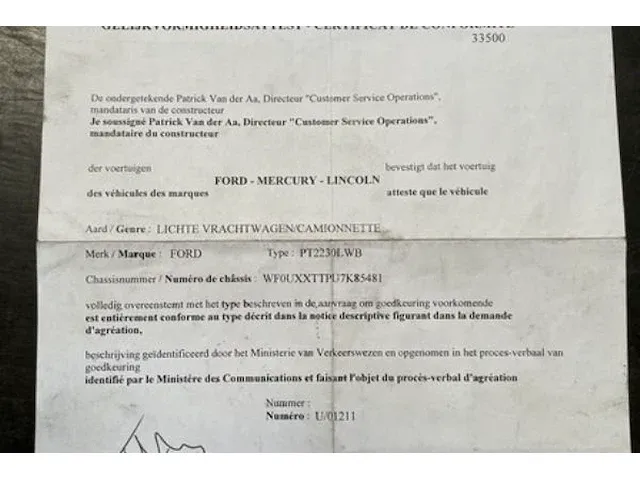 GELIJKVORMIGHEIDSATTEST - CERTIFICAT DE CONFORMITE
33500
De ondergetekende Patrick Van der Aa, Directeur "Customer Service Operations",
mandataris van de constructeur
Je soussigné Patrick Van der Aa, Directeur "Customer Service Operations",
mandataire du constructeur
der voertuigen
bevestigt dat het voertuig
FORD - MERCURY - LINCOLN
des véhicules des marques
atteste que le véhicule
Aard / Genre : LICHTE VRACHTWAGEN/CAMIONNETTE
Merk / Marque : FORD Type : PT2230LWB
Chassisnummer / Numéro de châssis : WF0UXXTTPU7K85481
volledig overeenstemt met het type beschreven in de aanvraag om goedkeuring voorkomende
est entiérement conforme au type décrit dans la notice descriptive figurant dans la demande
d'agréation,
beschrijving geïdentificeerd door het Ministerie van Verkeerswezen en opgenomen in het proces-verbaal van
goedkeuring
identifié par le Ministére des Communications et faisant l'objet du procès-verbal d'agréation
Nummer :
Numéro : U/01211